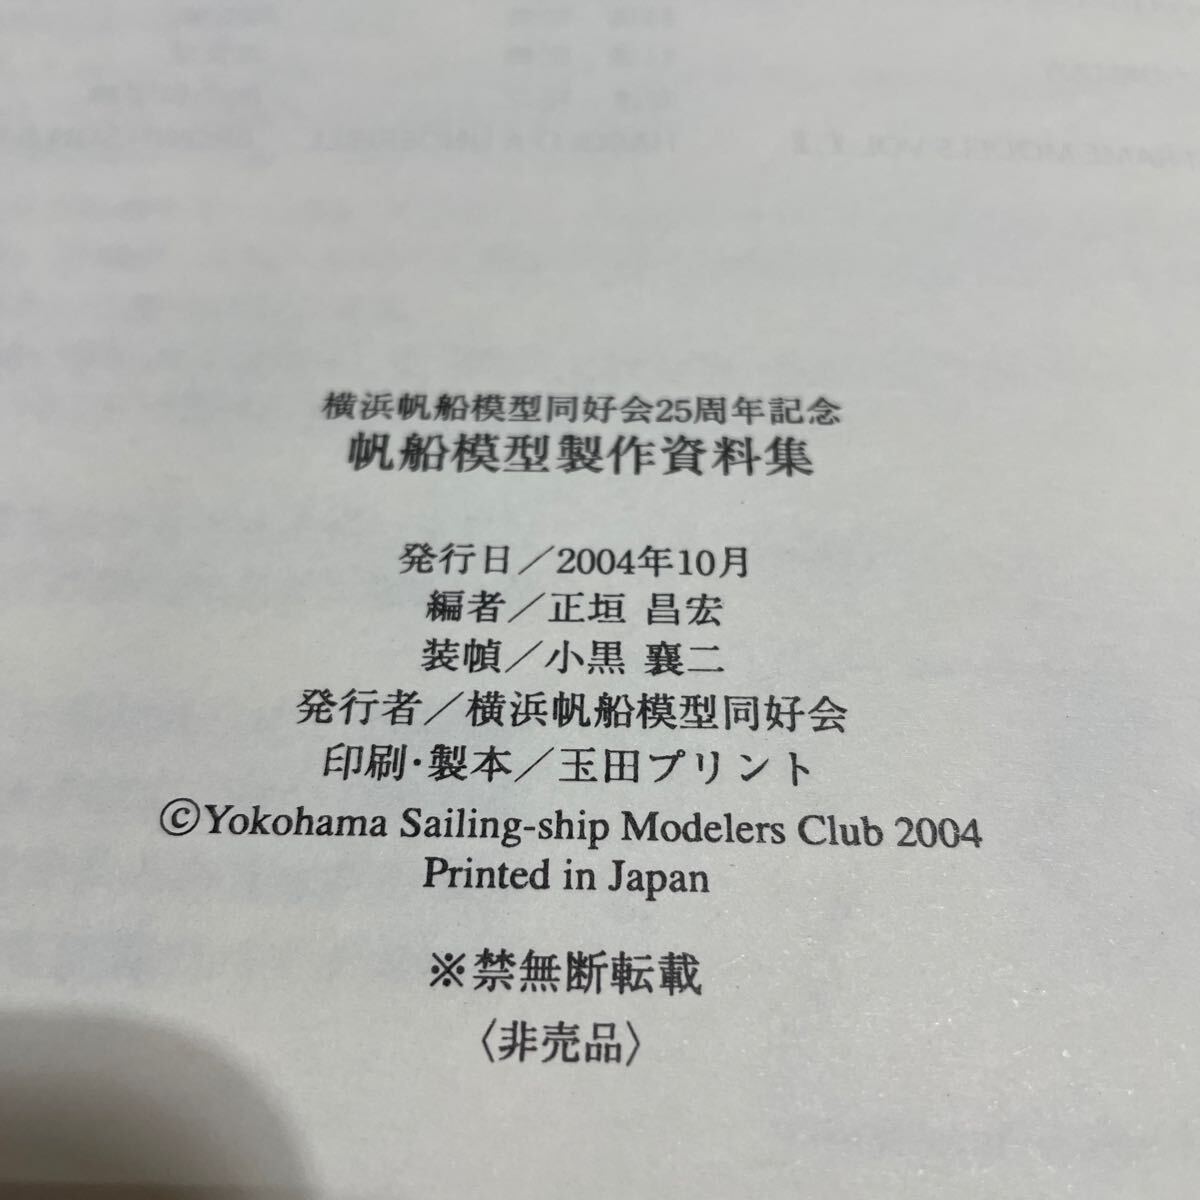 横浜帆船模型同好会25周年記念
帆船模型製作資料集
発行日／2004年10月
編者／正垣 昌宏
装幀／小黒 襄二
発行者／横浜帆船模型同好会
印刷・製本／玉田プリント
©Yokohama Sailing-ship Modelers Club 2004
Printed in Japan
※禁無断転載
〈非売品〉